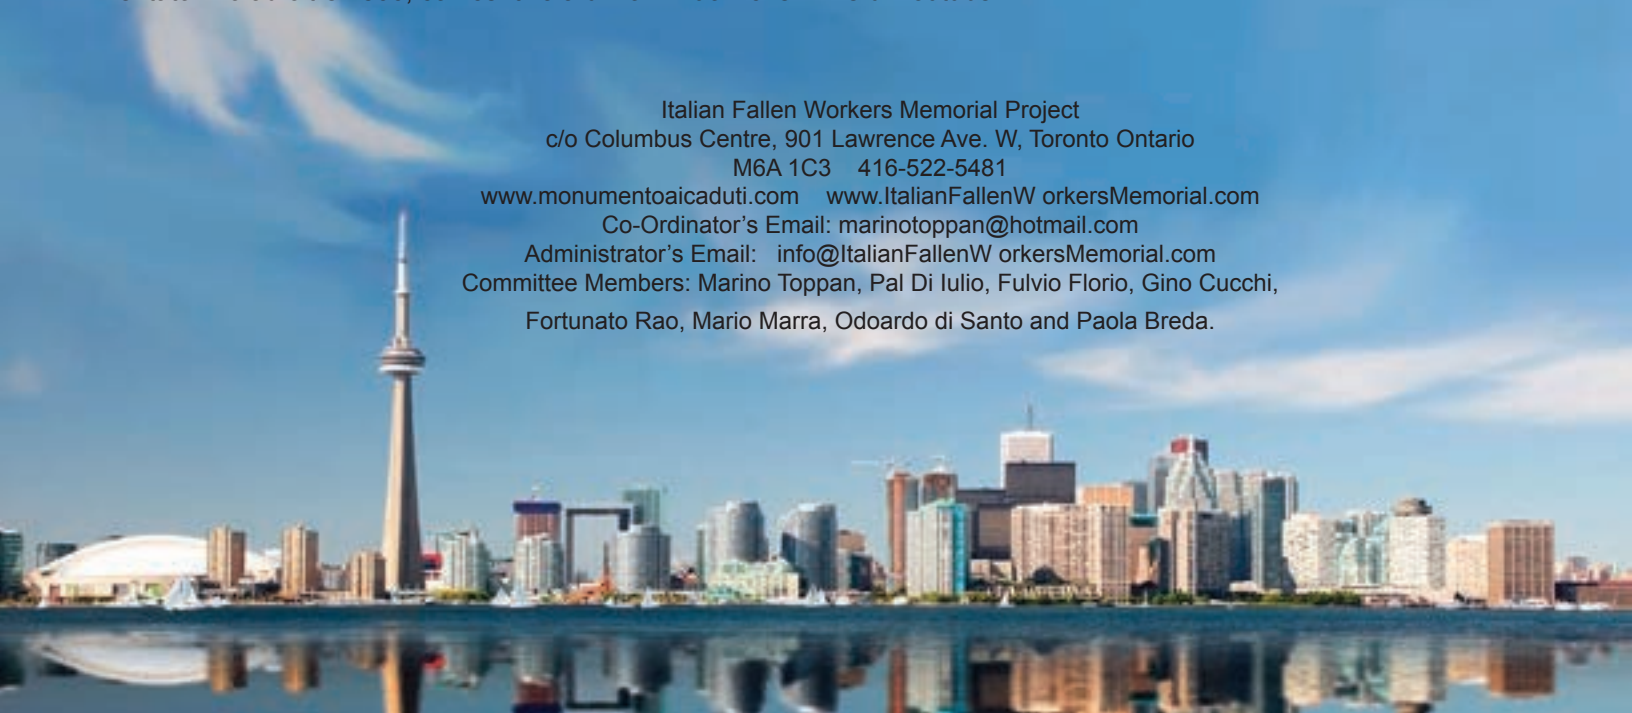 Italian Fallen Workers Memorial Project
c/o Columbus Centre, 901 Lawrence Ave. W, Toronto Ontario
M6A 1C3 416-522-5481
www.monumentoaicaduti.com www.ItalianFallenW orkersMemorial.com
Co-Ordinator’s Email: marinotoppan@hotmail.com
Administrator’s Email: info@ItalianFallenW orkersMemorial.com
Committee Members: Marino Toppan, Pal Di Iulio, Fulvio Florio, Gino Cucchi,
Fortunato Rao, Mario Marra, Odoardo di Santo and Paola Breda.